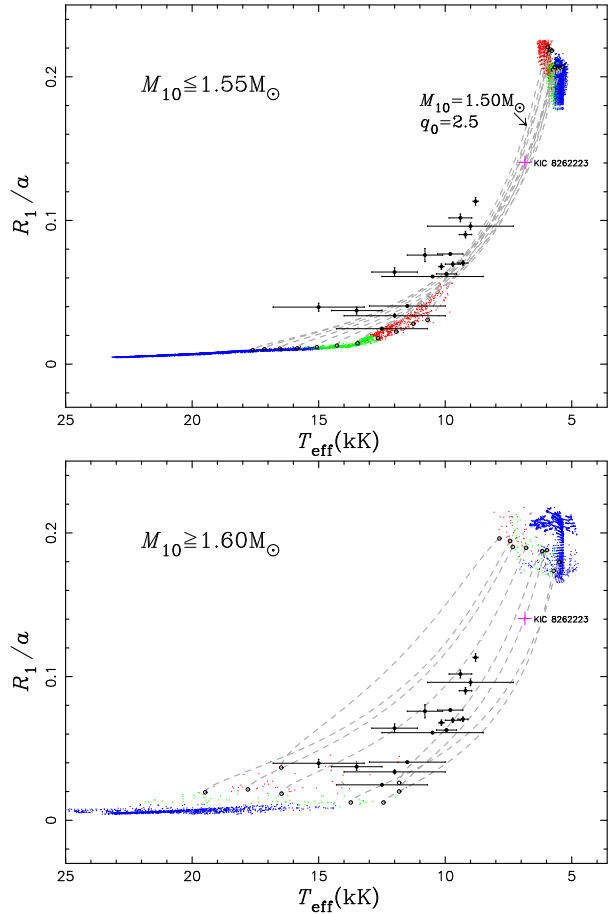 0.2
0.1
0
R₁/a
M₁₀≦1.55M⊙
M₁₀=1.50M⊙
q₀=2.5
KIC 8262223
25 20 15 10 5
T_eff(kK)
0.2
0.1
0
R₁/a
M₁₀≧1.60M⊙
KIC 8262223
25 20 15 10 5
T_eff(kK)